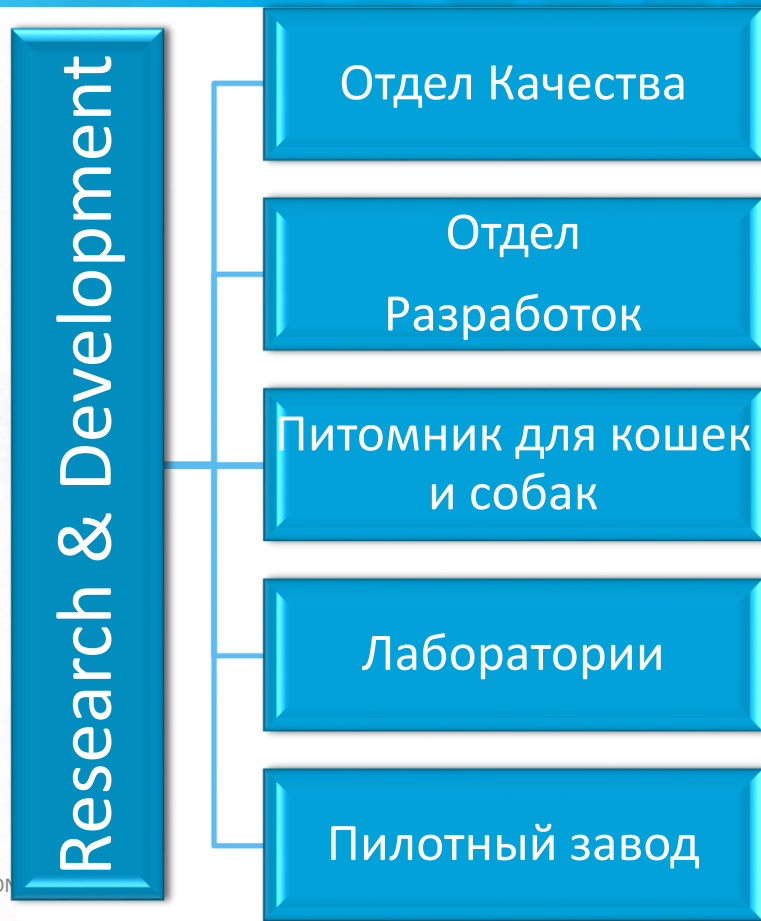 Research & Development
Отдел Качества
Отдел
Разработок
Питомник для кошек
и собак
Лаборатории
Пилотный завод